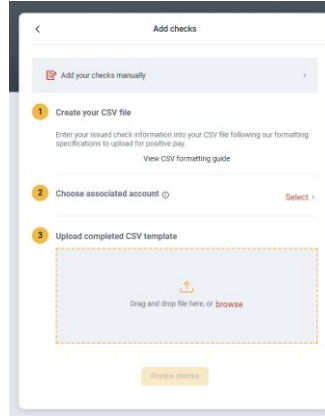 Add checks
Add your checks manually
1 Create your CSV file
Enter your issued check information into your CSV file following our formatting
specifications to upload for positive pay.
View CSV formatting guide
2 Choose associated account
Select
3 Upload completed CSV template
Drag and drop file here, or browse
Review checks